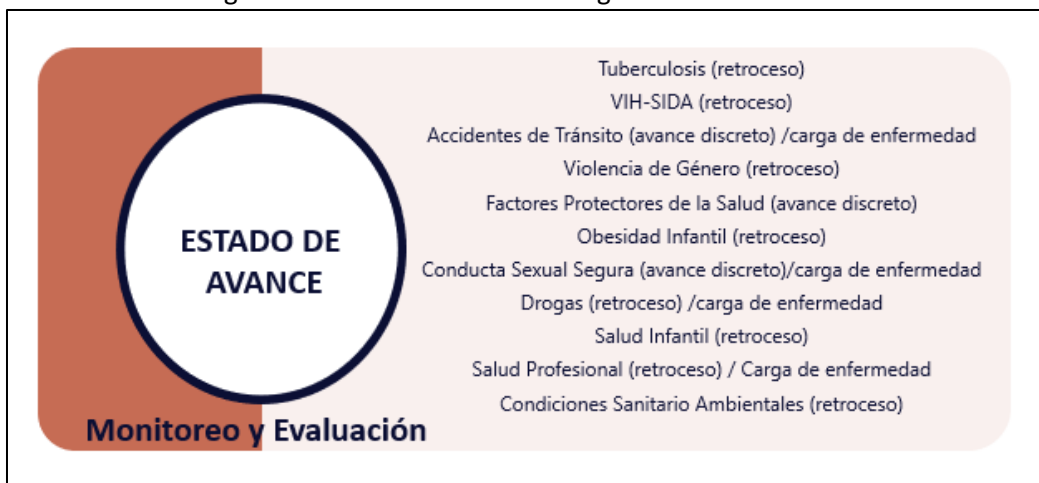 ESTADO DE
AVANCE
Monitoreo y Evaluación
Tuberculosis (retroceso)
VIH-SIDA (retroceso)
Accidentes de Tránsito (avance discreto) /carga de enfermedad
Violencia de Género (retroceso)
Factores Protectores de la Salud (avance discreto)
Obesidad Infantil (retroceso)
Conducta Sexual Segura (avance discreto)/carga de enfermedad
Drogas (retroceso) /carga de enfermedad
Salud Infantil (retroceso)
Salud Profesional (retroceso) / Carga de enfermedad
Condiciones Sanitario Ambientales (retroceso)